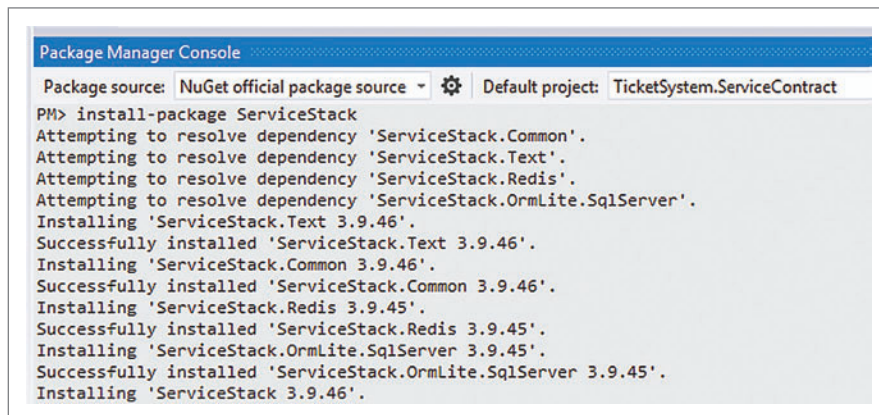 Package Manager Console
Package source: NuGet official package source Default project: TicketSystem.ServiceContract
PM> install-package ServiceStack
Attempting to resolve dependency 'ServiceStack.Common'.
Attempting to resolve dependency 'ServiceStack.Text'.
Attempting to resolve dependency 'ServiceStack.Redis'.
Attempting to resolve dependency 'ServiceStack.OrmLite.SqlServer'.
Installing 'ServiceStack.Text 3.9.46'.
Successfully installed 'ServiceStack.Text 3.9.46'.
Installing 'ServiceStack.Common 3.9.46'.
Successfully installed 'ServiceStack.Common 3.9.46'.
Installing 'ServiceStack.Redis 3.9.45'
Successfully installed 'ServiceStack.Redis 3.9.45'.
Installing 'ServiceStack.OrmLite.SqlServer 3.9.45'.
Successfully installed 'ServiceStack.OrmLite.SqlServer 3.9.45'.
Installing 'ServiceStack 3.9.46'.